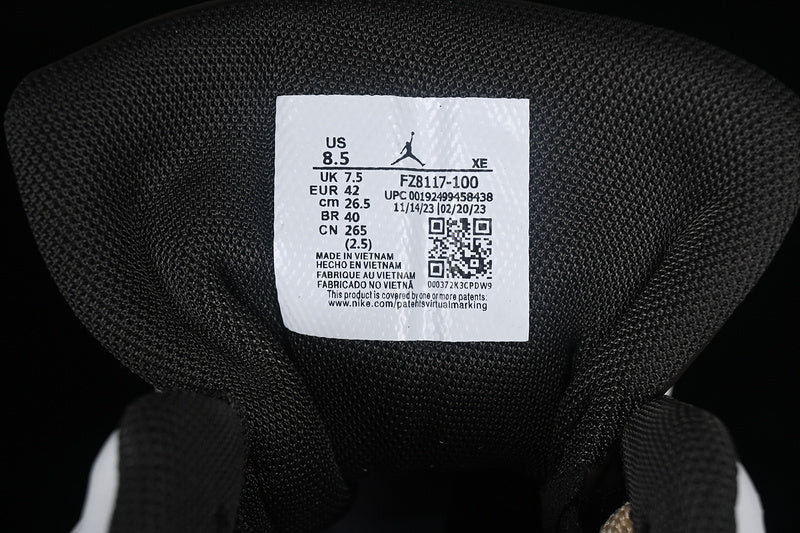 US
8.5 XE
UK 7.5
EUR 42
cm 26.5
BR 40
CN 265
(2.5)
FZ8117-100
UPC 00192499458438
11/14/23 |02/20/23
MADE IN VIETNAM
HECHO EN VIETNAM
FABRIQUE AU VIETNAM
FABRICADO NO VIETNÃ
000372K3CPDW9
This product is covered by one or more patents:
www.nike.com/patentsvirtualmarking